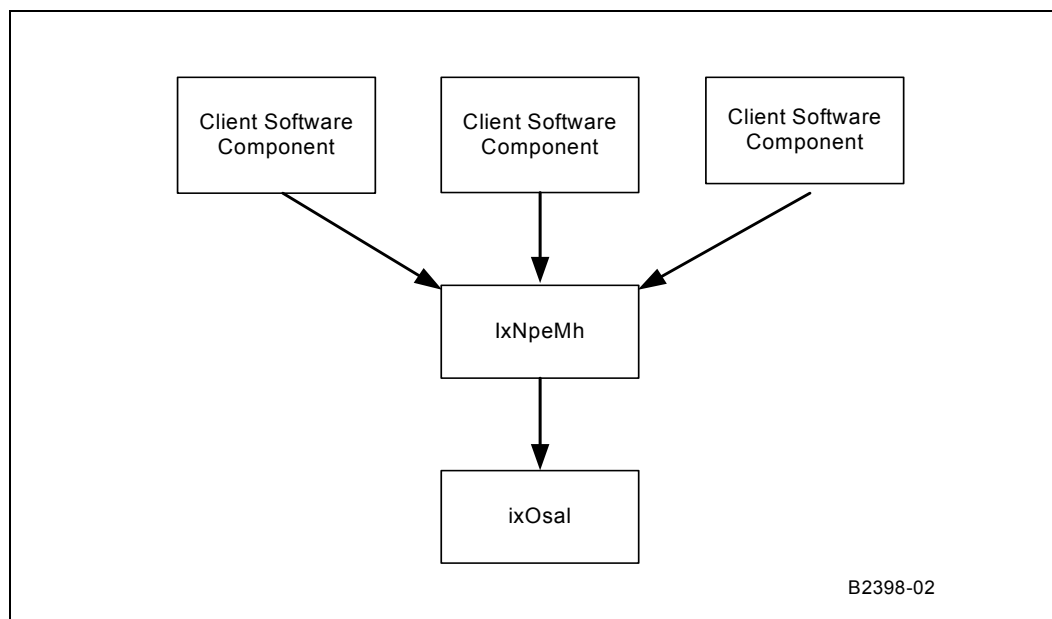 Client Software
Component
Client Software
Component
Client Software
Component
IxNpeMh
ixOsal
B2398-02